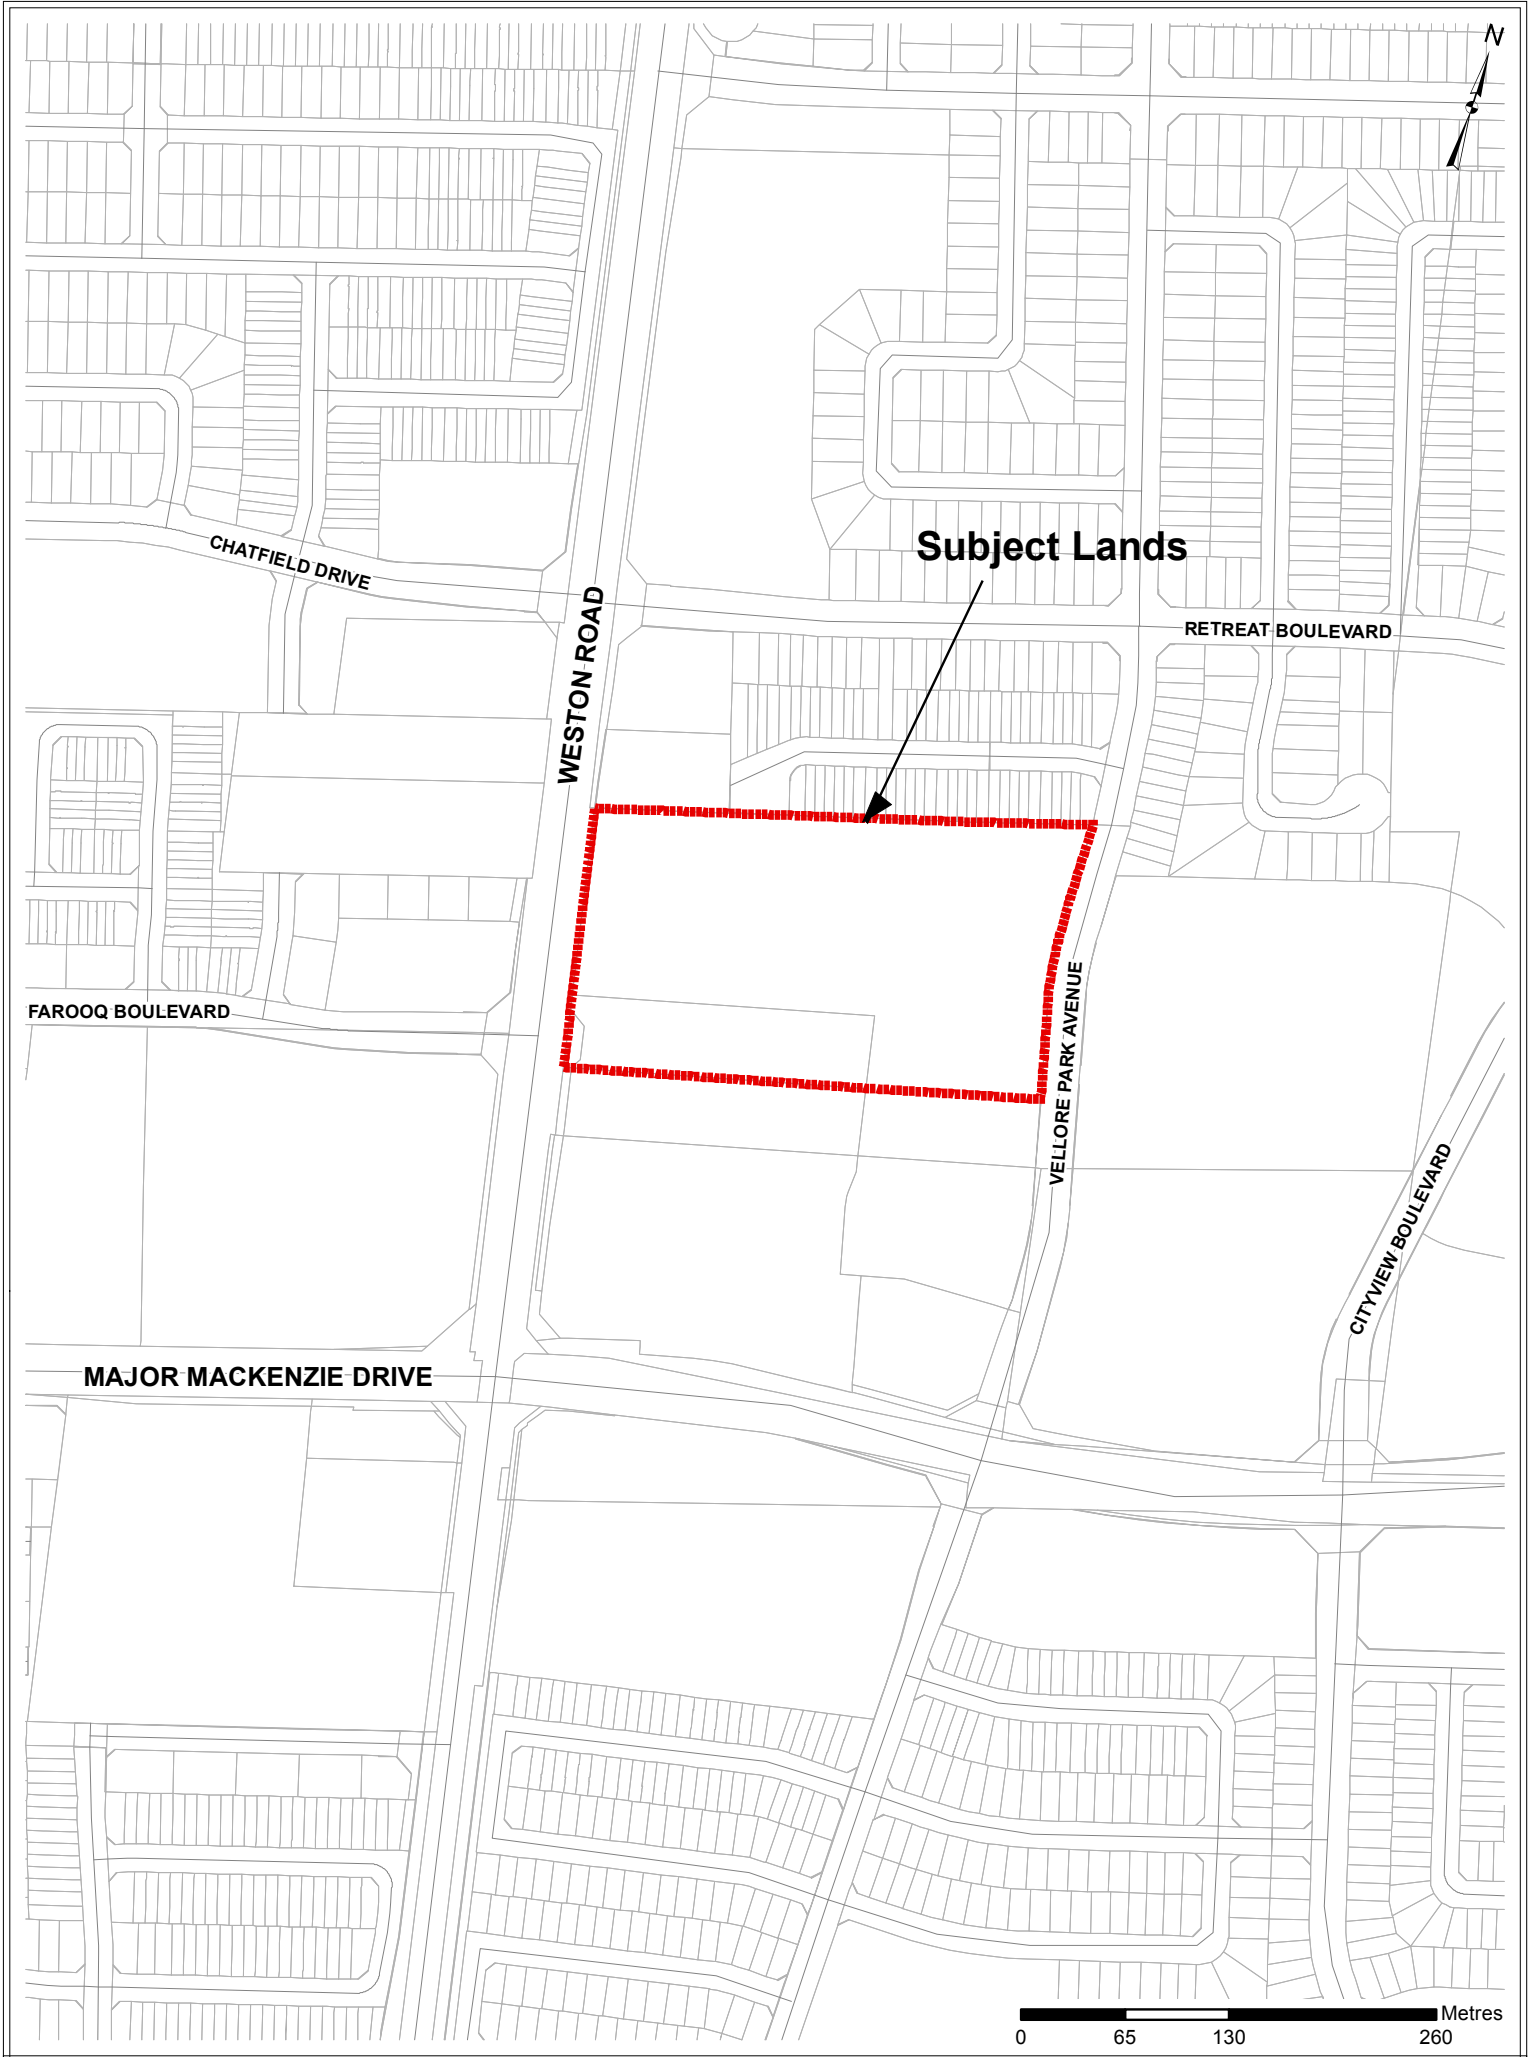 N
Subject Lands
CHATFIELD DRIVE
WESTON ROAD
RETREAT BOULEVARD
FAROOQ BOULEVARD
VELLORE PARK AVENUE
CITYVIEW BOULEVARD
MAJOR MACKENZIE DRIVE
Metres
0 65 130 260